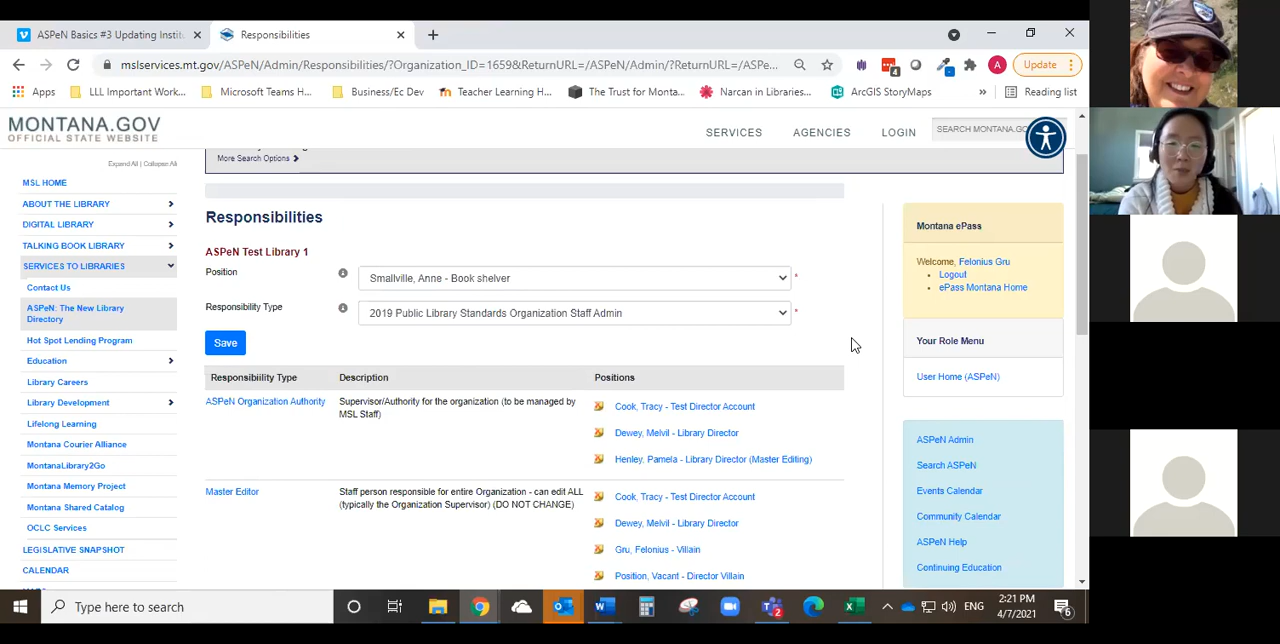 ASPeN Basics #3 Updating Instit
Responsibilities
mslservices.mt.gov/ASPeN/Admin/Responsibilities/?Organization_ID=1659&ReturnURL=/ASPeN/Admin/?ReturnURL=/ASPe...
A
Update
Apps
LLL Important Work...
Microsoft Teams H...
Business/Ec Dev
Teacher Learning H...
The Trust for Monta...
Narcan in Libraries...
ArcGIS StoryMaps
»
Reading list
MONTANA.GOV
OFFICIAL STATE WEBSITE
SERVICES
AGENCIES
LOGIN
SEARCH MONTANA.GO
Expand All | Collapse All
More Search Options
MSL HOME
ABOUT THE LIBRARY
DIGITAL LIBRARY
TALKING BOOK LIBRARY
SERVICES TO LIBRARIES
Contact Us
ASPeN: The New Library
Directory
Hot Spot Lending Program
Education
Library Careers
Library Development
Lifelong Learning
Montana Courier Alliance
MontanaLibrary2Go
Montana Memory Project
Montana Shared Catalog
OCLC Services
LEGISLATIVE SNAPSHOT
CALENDAR
Responsibilities
ASPeN Test Library 1
Position
Smallville, Anne - Book shelver
*
Responsibility Type
2019 Public Library Standards Organization Staff Admin
*
Save
Responsibility Type Description Positions
ASPeN Organization Authority
Supervisor/Authority for the organization (to be managed by
MSL Staff)
Cook, Tracy - Test Director Account
Dewey, Melvil - Library Director
Henley, Pamela - Library Director (Master Editing)
Master Editor
Staff person responsible for entire Organization - can edit ALL
(typically the Organization Supervisor) (DO NOT CHANGE)
Cook, Tracy - Test Director Account
Dewey, Melvil - Library Director
Gru, Felonius - Villain
Position, Vacant - Director Villain
Montana ePass
Welcome, Felonius Gru
Logout
ePass Montana Home
Your Role Menu
User Home (ASPeN)
ASPeN Admin
Search ASPeN
Events Calendar
Community Calendar
ASPeN Help
Continuing Education
Type here to search
2
ENG
2:21 PM
4/7/2021
6